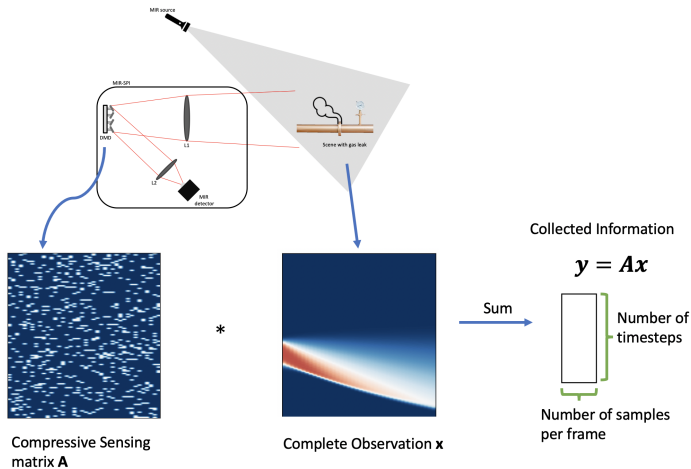 MIR source
MIR-SPI
DMD
L1
L2
MIR
detector
Scene with gas leak
Collected Information
y = Ax
Sum
Number of
timesteps
*
Number of samples
per frame
Compressive Sensing
matrix A
Complete Observation x